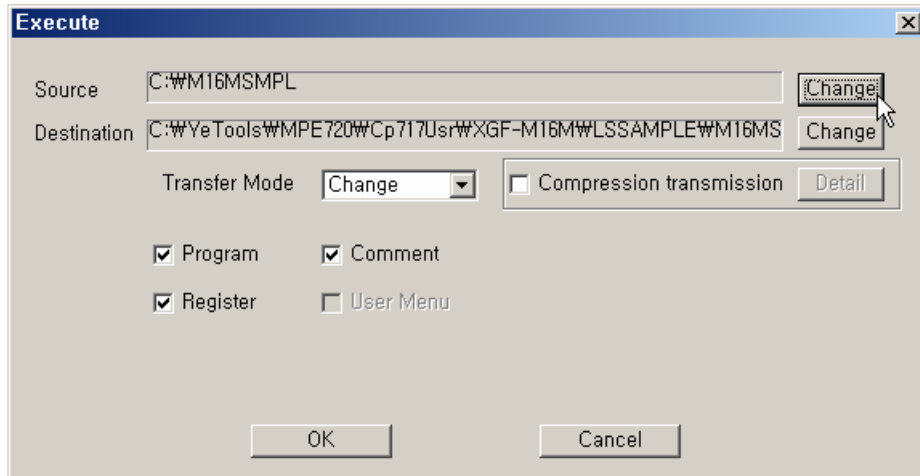 Execute
Source C:₩M16MSMPL Change
Destination C:₩YeTools₩MPE720₩Cp717Usr₩XGF-M16M₩LSSAMPLE₩M16MS Change
Transfer Mode Change Compression transmission Detail
Program Comment
Register User Menu
OK Cancel